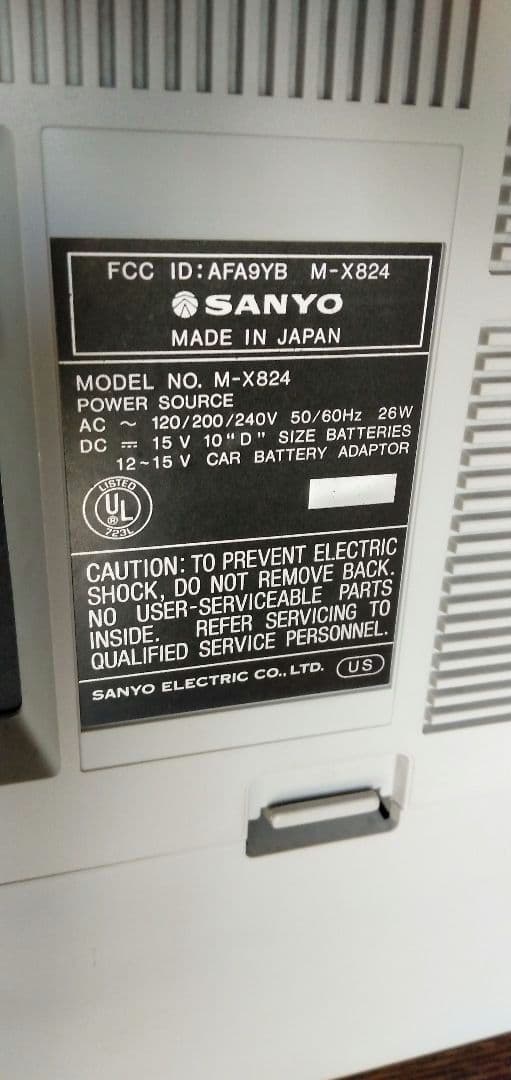 FCC ID:AFA9YB M-X824
SANYO
MADE IN JAPAN
MODEL NO. M-X824
POWER SOURCE
AC ~ 120/200/240V 50/60Hz 26W
DC ⎓ 15 V 10"D" SIZE BATTERIES
12~15 V CAR BATTERY ADAPTOR
LISTED
UL
®
723L
CAUTION: TO PREVENT ELECTRIC
SHOCK, DO NOT REMOVE BACK.
NO USER-SERVICEABLE PARTS
INSIDE. REFER SERVICING TO
QUALIFIED SERVICE PERSONNEL.
SANYO ELECTRIC CO., LTD. US